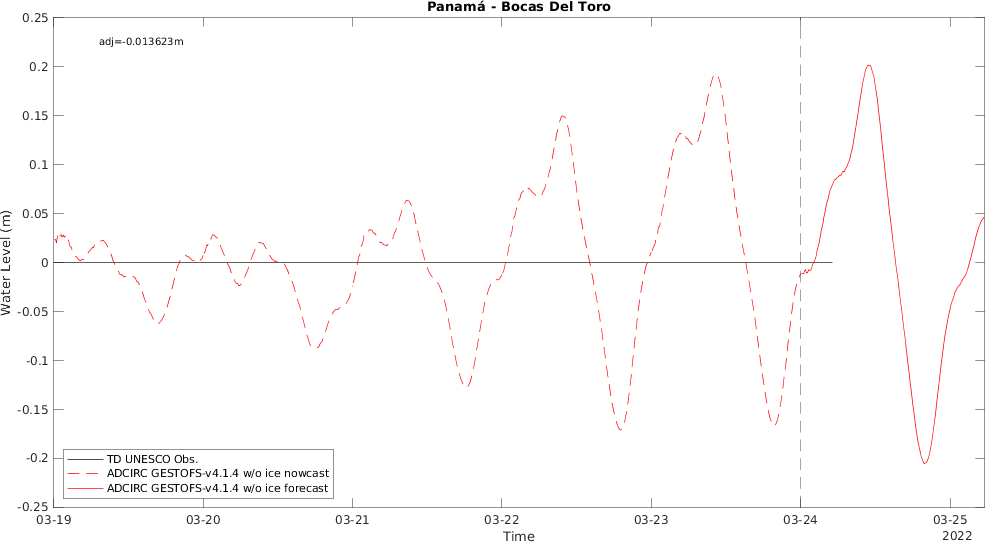 Panamá - Bocas Del Toro
adj=-0.013623m
0.25
0.2
0.15
0.1
0.05
0
-0.05
-0.1
-0.15
-0.2
-0.25
Water Level (m)
TD UNESCO Obs.
ADCIRC GESTOFS-v4.1.4 w/o ice nowcast
ADCIRC GESTOFS-v4.1.4 w/o ice forecast
03-19 03-20 03-21 03-22 03-23 03-24 03-25
2022
Time